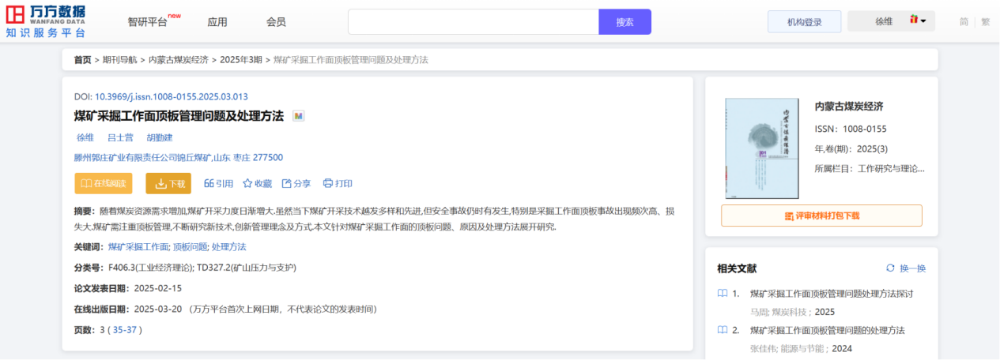 万方数据
WANFANG DATA
知识服务平台
智研平台new
应用
会员
搜索
机构登录
徐维
简 | 繁
首页 > 期刊导航 > 内蒙古煤炭经济 > 2025年3期 > 煤矿采掘工作面顶板管理问题及处理方法
DOI: 10.3969/j.issn.1008-0155.2025.03.013
煤矿采掘工作面顶板管理问题及处理方法 M
徐维 吕士营 胡勤建
滕州郭庄矿业有限责任公司锦丘煤矿,山东 枣庄 277500
在线阅读 下载 引用 收藏 分享 打印
摘要：随着煤炭资源需求增加,煤矿开采力度日渐增大.虽然当下煤矿开采技术越发多样和先进,但安全事故仍时有发生,特别是采掘工作面顶板事故出现频次高、损
失大.煤矿需注重顶板管理,不断研究新技术,创新管理理念及方式.本文针对煤矿采掘工作面的顶板问题、原因及处理方法展开研究.
关键词：煤矿采掘工作面; 顶板问题; 处理方法
分类号：F406.3(工业经济理论); TD327.2(矿山压力与支护)
论文发表日期：2025-02-15
在线出版日期：2025-03-20 （万方平台首次上网日期，不代表论文的发表时间）
页数：3 ( 35-37 )
内蒙古煤炭经济
内蒙古煤炭经济
ISSN：1008-0155
年,卷(期)：2025(3)
所属栏目：工作研究与理论...
评审材料打包下载
相关文献 换一换
1. 煤矿采掘工作面顶板管理问题处理方法探讨
马周; 煤炭科技 ; 2025
2. 煤矿采掘工作面顶板管理问题的处理方法
张佳伟; 能源与节能 ; 2024